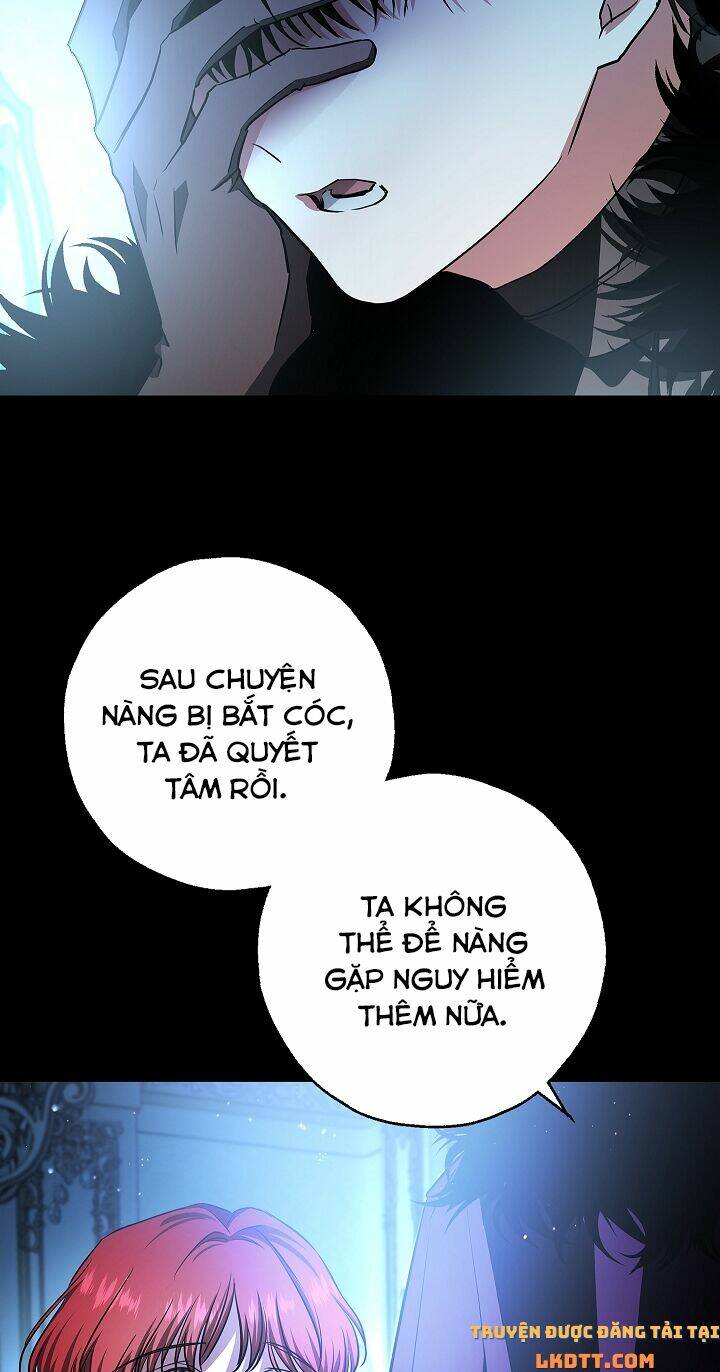 SAU CHUYỆN
NÀNG BỊ BẮT CÓC,
TA ĐÃ QUYẾT
TÂM RỒI.
TA KHÔNG
THỂ ĐỂ NÀNG
GẶP NGUY HIỂM
THÊM NỮA.
TRUYỆN ĐƯỢC ĐĂNG TẢI TẠI
LKDTT.COM